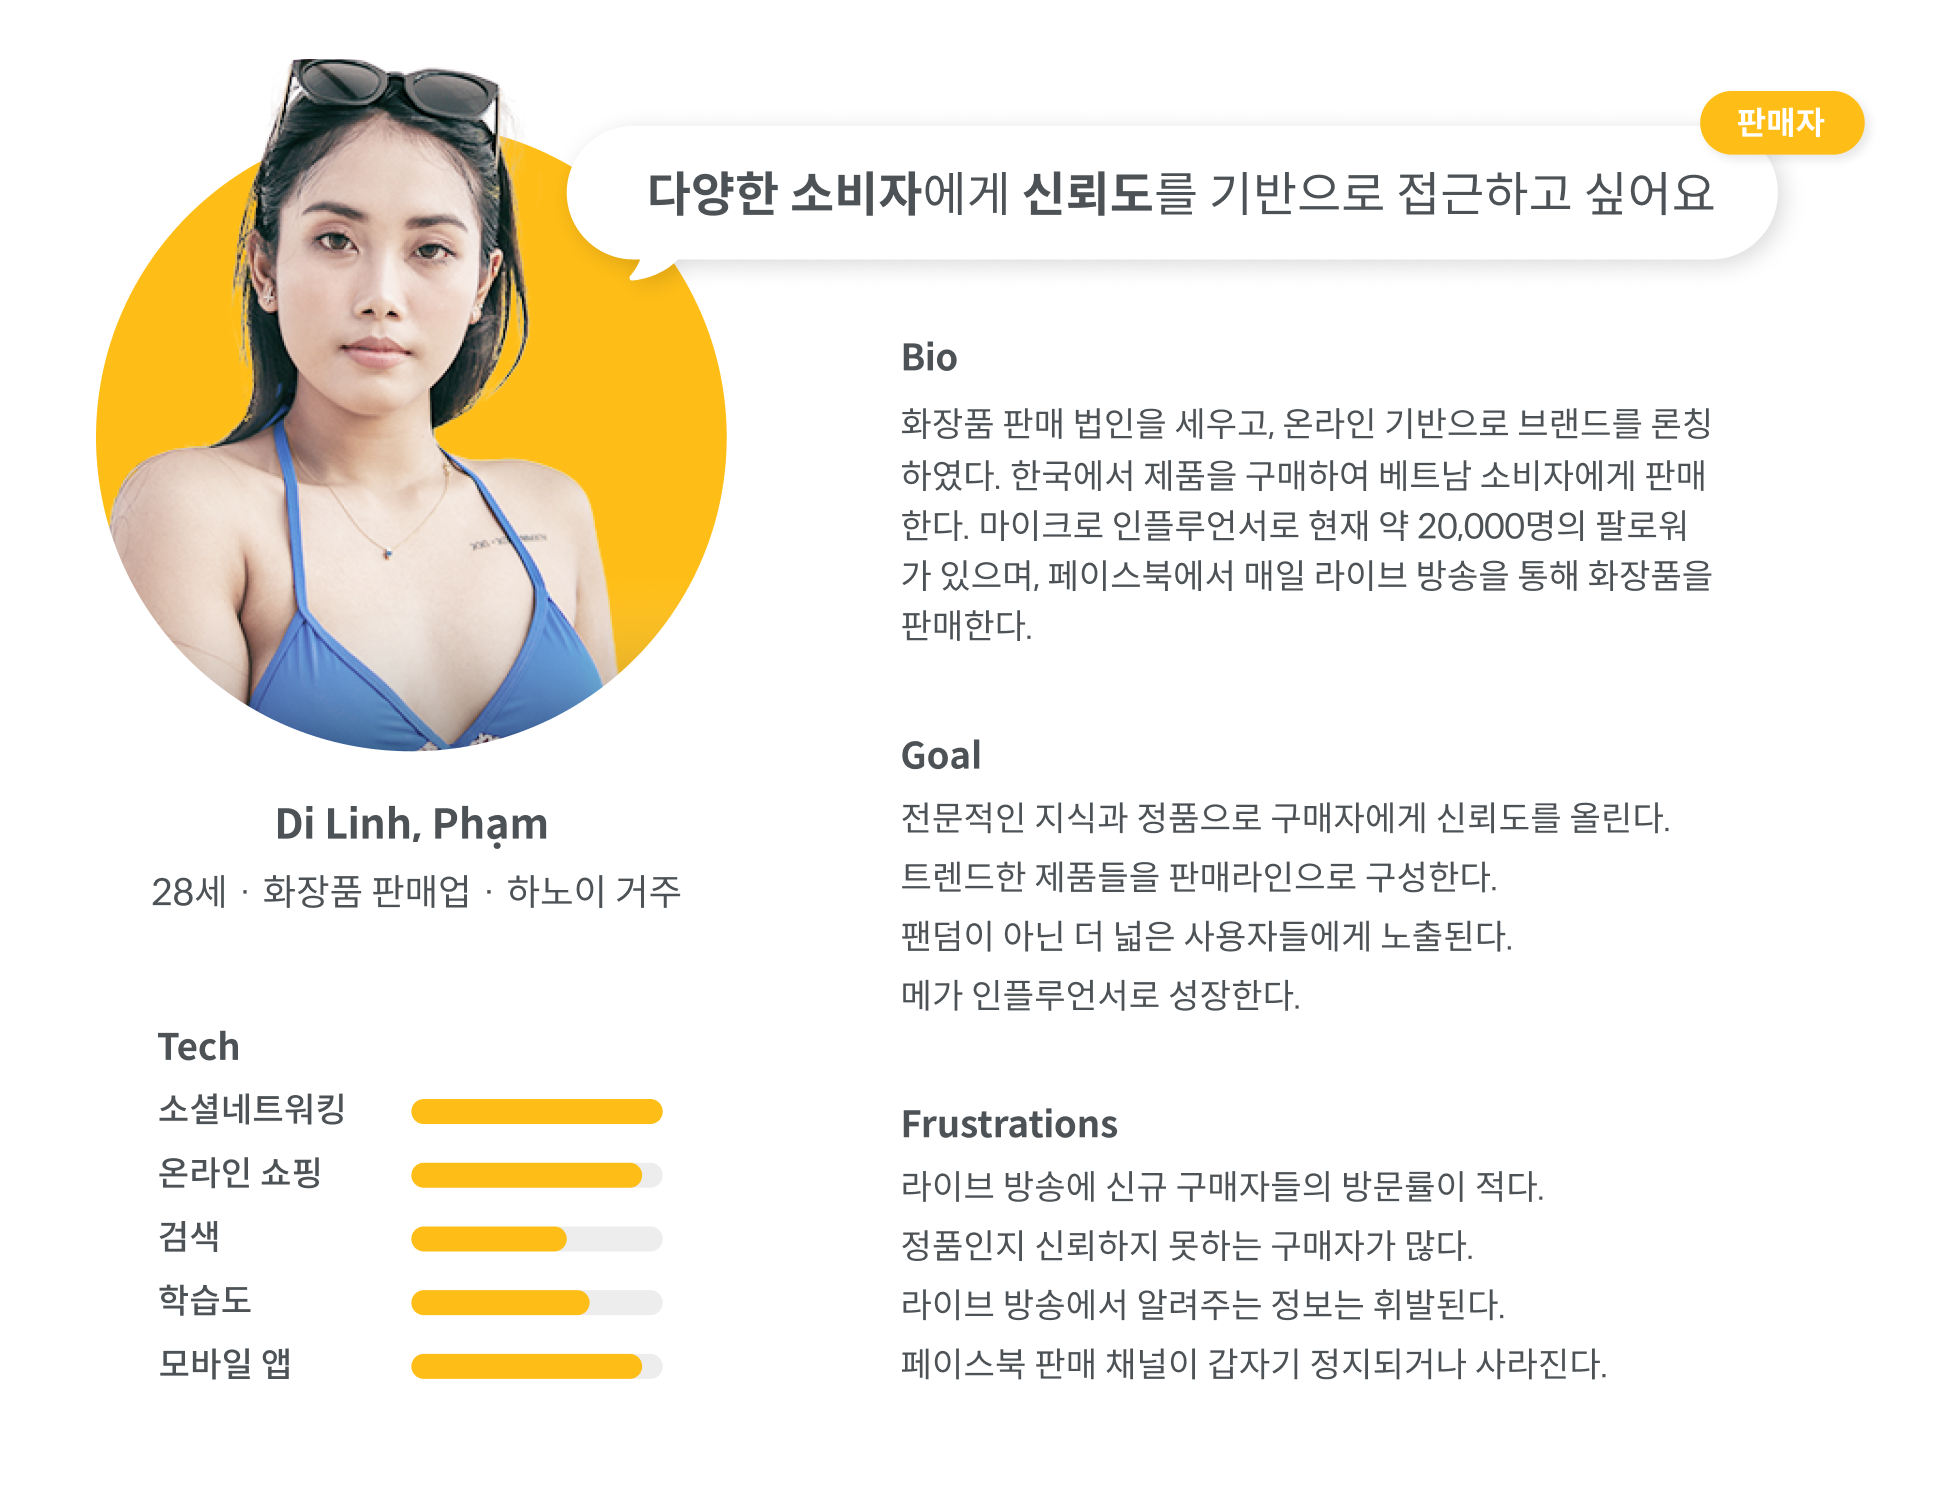 판매자
다양한 소비자에게 신뢰도를 기반으로 접근하고 싶어요
Di Linh, Phạm
28세 · 화장품 판매업 · 하노이 거주
Tech
소셜네트워킹
온라인 쇼핑
검색
학습도
모바일 앱
Bio
화장품 판매 법인을 세우고, 온라인 기반으로 브랜드를 론칭
하였다. 한국에서 제품을 구매하여 베트남 소비자에게 판매
한다. 마이크로 인플루언서로 현재 약 20,000명의 팔로워
가 있으며, 페이스북에서 매일 라이브 방송을 통해 화장품을
판매한다.
Goal
전문적인 지식과 정품으로 구매자에게 신뢰도를 올린다.
트렌드한 제품들을 판매라인으로 구성한다.
팬덤이 아닌 더 넓은 사용자들에게 노출된다.
메가 인플루언서로 성장한다.
Frustrations
라이브 방송에 신규 구매자들의 방문률이 적다.
정품인지 신뢰하지 못하는 구매자가 많다.
라이브 방송에서 알려주는 정보는 휘발된다.
페이스북 판매 채널이 갑자기 정지되거나 사라진다.